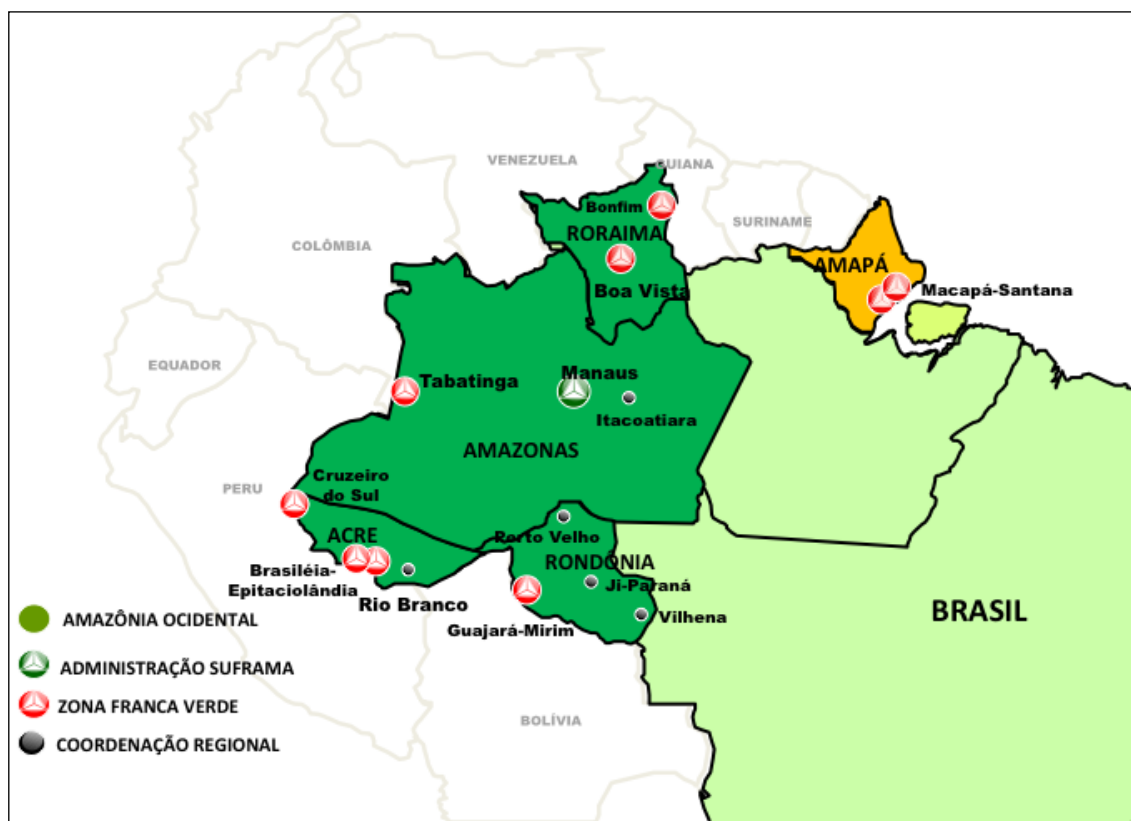 VENEZUELA
GUIANA
Bonfim
SURINAME
RORAIMA
COLÔMBIA
AMAPÁ
Boa Vista
Macapá-Santana
EQUADOR
Tabatinga
Manaus
Itacoatiara
AMAZONAS
Cruzeiro
do Sul
PERU
ACRE
Porto Velho
RONDÔNIA
Brasiléia-
Epitaciolândia
Ji-Paraná
Rio Branco
BRASIL
Vilhena
Guajará-Mirim
AMAZÔNIA OCIDENTAL
ADMINISTRAÇÃO SUFRAMA
ZONA FRANCA VERDE
BOLÍVIA
COORDENAÇÃO REGIONAL